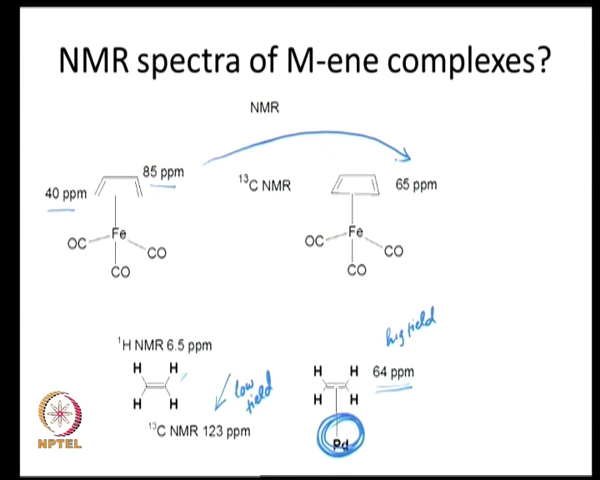 NMR spectra of M-ene complexes?
NMR
85 ppm
40 ppm
13C NMR
65 ppm
Fe
OC
CO
CO
Fe
OC
CO
CO
1H NMR 6.5 ppm
H H
H H
13C NMR 123 ppm
low
field
high field
H H 64 ppm
H H
Pd
NPTEL